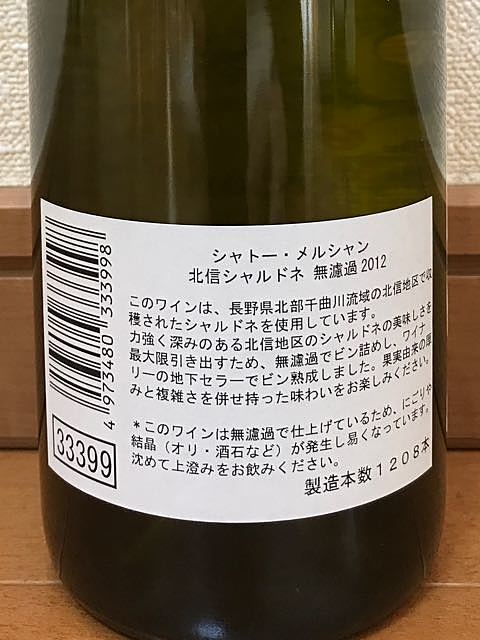 シャトー・メルシャン
北信シャルドネ 無濾過2012
このワインは、長野県北部千曲川流域の北信地区で収
穫されたシャルドネを使用しています。
力強く深みのある北信地区のシャルドネの美味しさを
最大限引き出すため、無濾過でビン詰めし、ワイナ
リーの地下セラーでビン熟成しました。果実由来の厚
みと複雑さを併せ持った味わいをお楽しみください。
*このワインは無濾過で仕上げているため、にごりや
結晶（オリ・酒石など）が発生し易くなっています。
沈めて上澄みをお飲みください。
製造本数1208本
4 973480 333998
33399